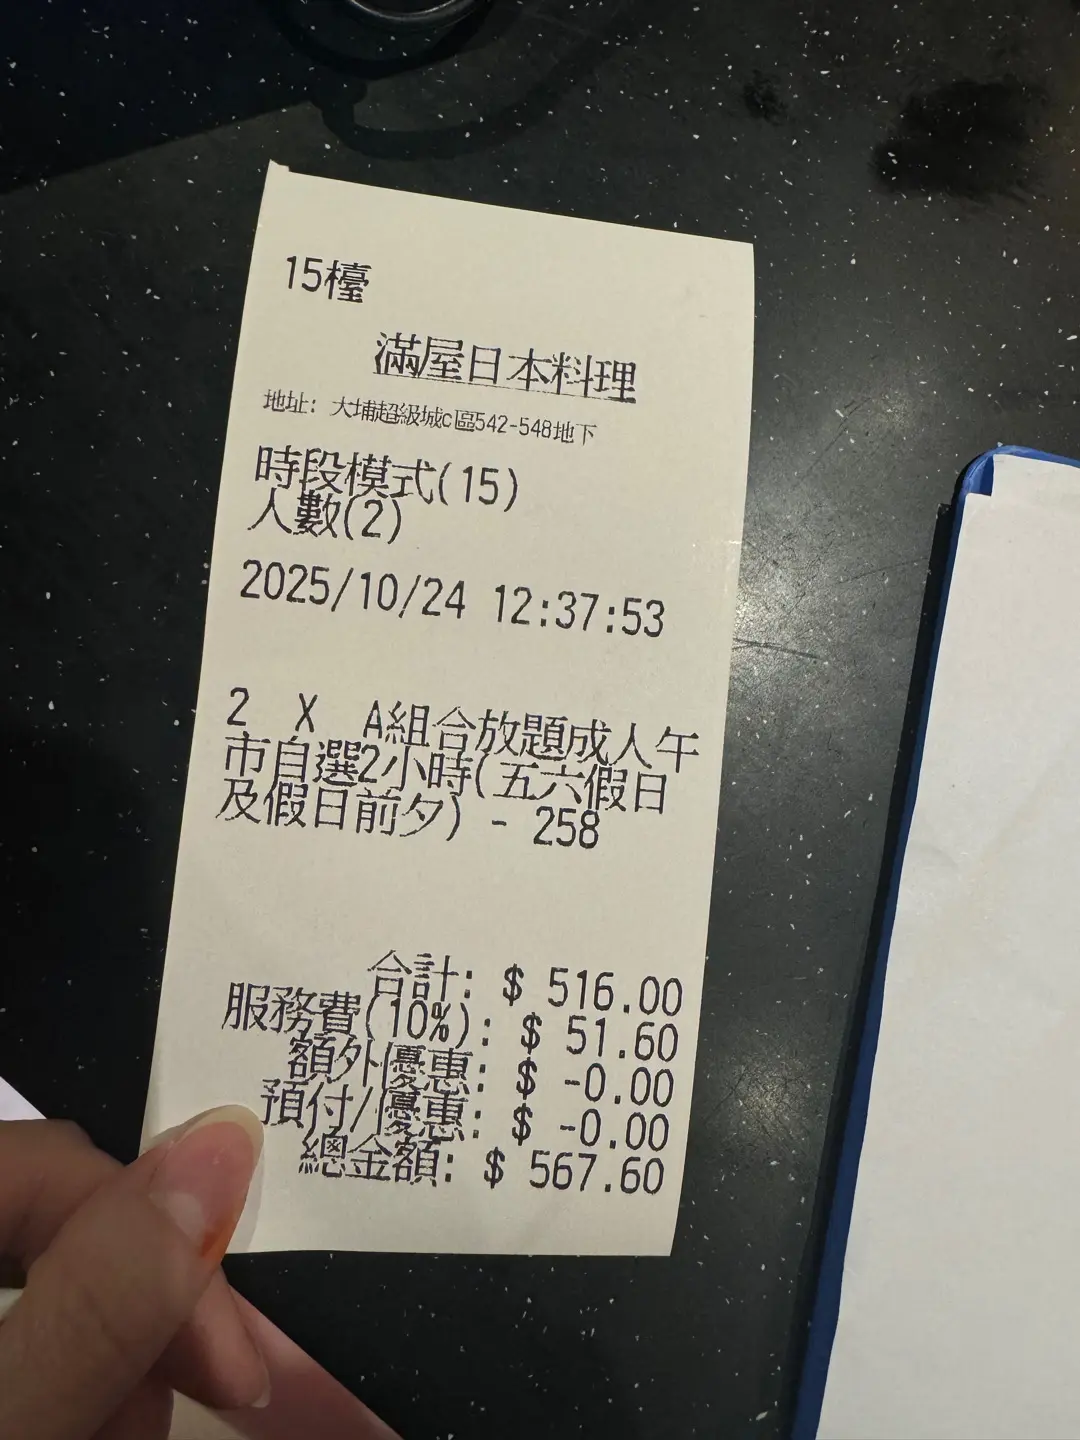 15檯
滿屋日本料理
地址: 大埔超級城c區542-548地下
時段模式(15)
人數(2)
2025/10/24 12:37:53
2 X A組合放題成人午
市自選2小時(五六假日
及假日前夕) - 258
合計: $ 516.00
服務費(10%): $ 51.60
額外優惠: $ -0.00
預付/優惠: $ -0.00
總金額: $ 567.60